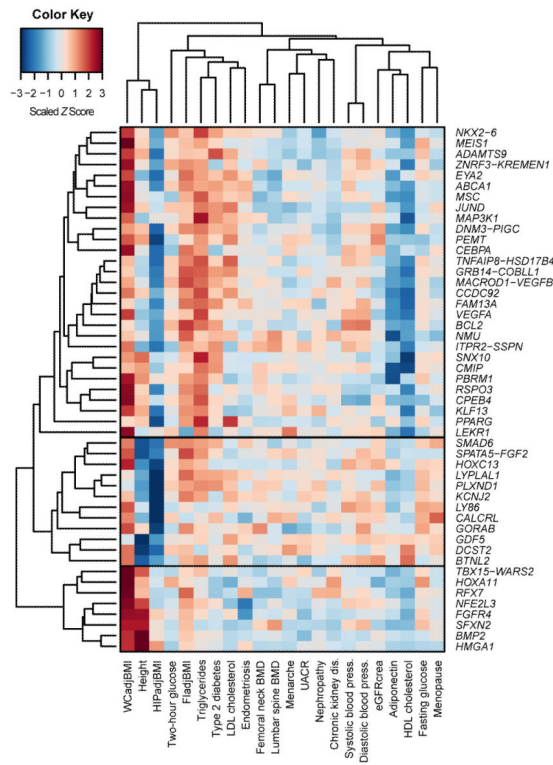 Color Key
−3−2 −1 0 1 2 3
Scaled Z Score
NKX2-6
MEIS1
ADAMTS9
ZNRF3-KREMEN1
EYA2
ABCA1
MSC
JUND
MAP3K1
DNM3-PIGC
PEMT
CEBPA
TNFAIP8-HSD17B4
GRB14-COBLL1
MACROD1-VEGFB
CCDC92
FAM13A
VEGFA
BCL2
NMU
ITPR2-SSPN
SNX10
CMIP
PBRM1
RSPO3
CPEB4
KLF13
PPARG
LEKR1
SMAD6
SPATA5-FGF2
HOXC13
LYPLAL1
PLXND1
KCNJ2
LY86
CALCRL
GORAB
GDF5
DCST2
BTNL2
TBX15-WARS2
HOXA11
RFX7
NFE2L3
FGFR4
SFXN2
BMP2
HMGA1
WCadjBMI
Height
HIPadjBMI
Two-hour glucose
FIadjBMI
Triglycerides
Type 2 diabetes
LDL cholesterol
Endometriosis
Femoral neck BMD
Lumbar spine BMD
Menarche
UACR
Nephropathy
Chronic kidney dis.
Systolic blood press.
Diastolic blood press.
eGFRcrea
Adiponectin
HDL cholesterol
Fasting glucose
Menopause